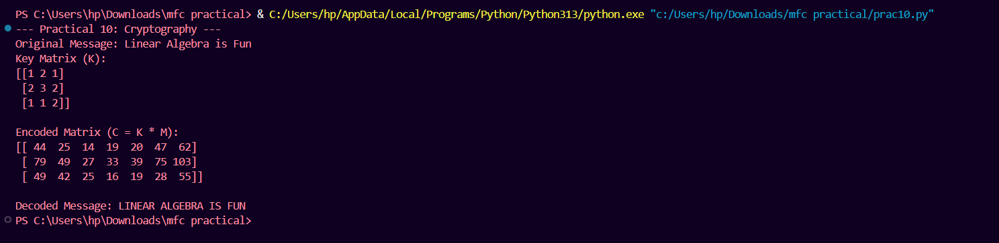 PS C:\Users\hp\Downloads\mfc practical> & C:/Users/hp/AppData/Local/Programs/Python/Python313/python.exe "c:/Users/hp/Downloads/mfc practical/prac10.py"
--- Practical 10: Cryptography ---
Original Message: Linear Algebra is Fun
Key Matrix (K):
[[1 2 1]
 [2 3 2]
 [1 1 2]]

Encoded Matrix (C = K * M):
[[ 44  25  14  19  20  47  62]
 [ 79  49  27  33  39  75 103]
 [ 49  42  25  16  19  28  55]]

Decoded Message: LINEAR ALGEBRA IS FUN
PS C:\Users\hp\Downloads\mfc practical>